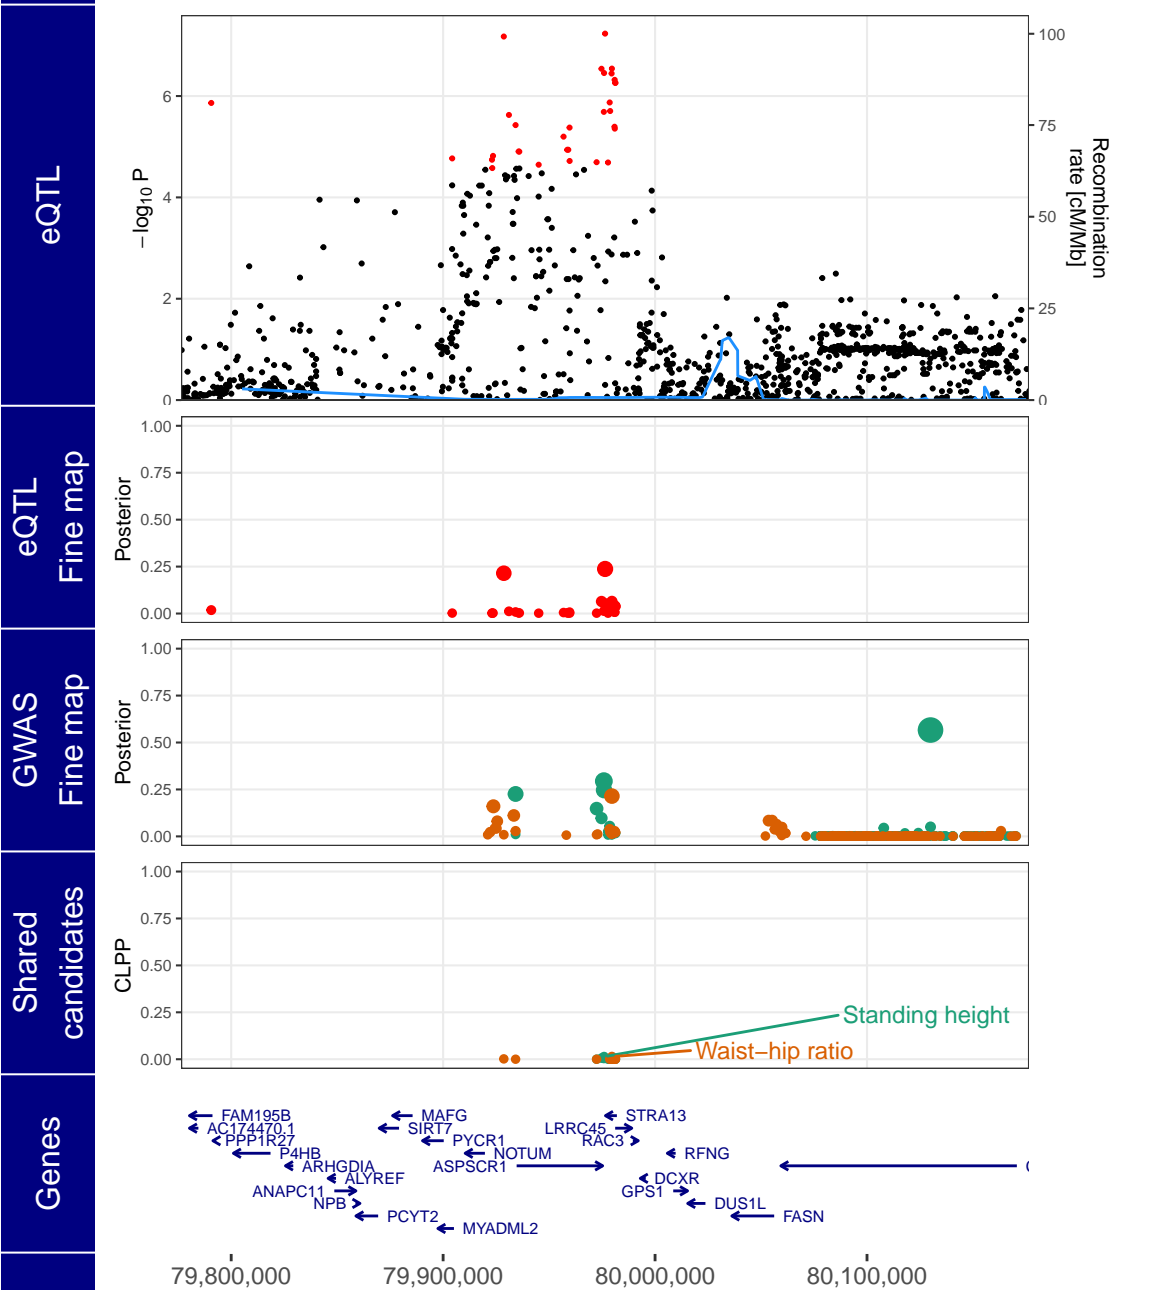 eQTL
−log10 P
6
4
2
0
100
75
50
25
0
Recombination
rate [cM/Mb]
eQTL
Fine map
Posterior
1.00
0.75
0.50
0.25
0.00
GWAS
Fine map
Posterior
1.00
0.75
0.50
0.25
0.00
Shared
candidates
CLPP
1.00
0.75
0.50
0.25
0.00
Standing height
Waist−hip ratio
Genes
FAM195B MAFG STRA13
AC174470.1 SIRT7 LRRC45
PPP1R27 PYCR1 RAC3
P4HB NOTUM RFNG
ARHGDIA ASPSCR1
ALYREF DCXR
ANAPC11 GPS1
NPB DUS1L
PCYT2 FASN
MYADML2
79,800,000 79,900,000 80,000,000 80,100,000